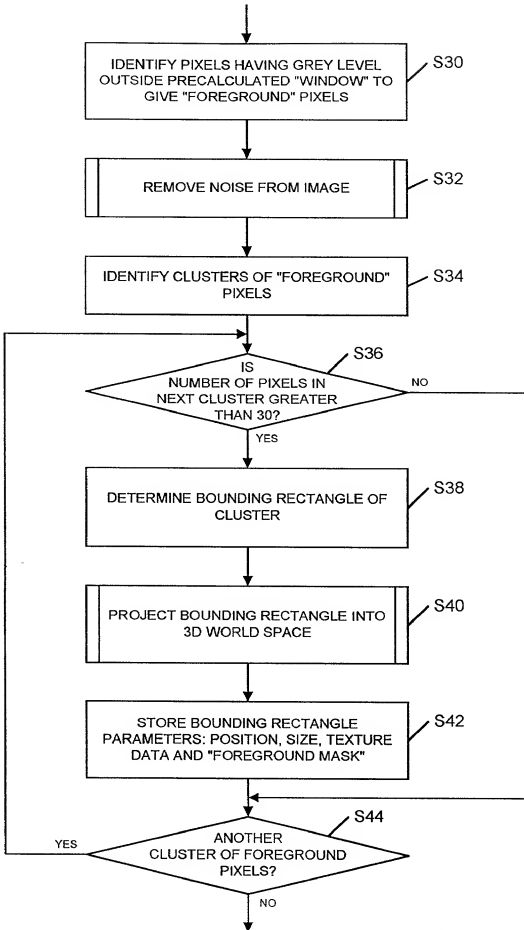 IDENTIFY PIXELS HAVING GREY LEVEL
OUTSIDE PRECALCULATED "WINDOW" TO
GIVE "FOREGROUND" PIXELS
S30
REMOVE NOISE FROM IMAGE
S32
IDENTIFY CLUSTERS OF "FOREGROUND"
PIXELS
S34
S36
IS
NUMBER OF PIXELS IN
NEXT CLUSTER GREATER
THAN 30?
NO
YES
DETERMINE BOUNDING RECTANGLE OF
CLUSTER
S38
PROJECT BOUNDING RECTANGLE INTO
3D WORLD SPACE
S40
STORE BOUNDING RECTANGLE
PARAMETERS: POSITION, SIZE, TEXTURE
DATA AND "FOREGROUND MASK"
S42
S44
YES
ANOTHER
CLUSTER OF FOREGROUND
PIXELS?
NO